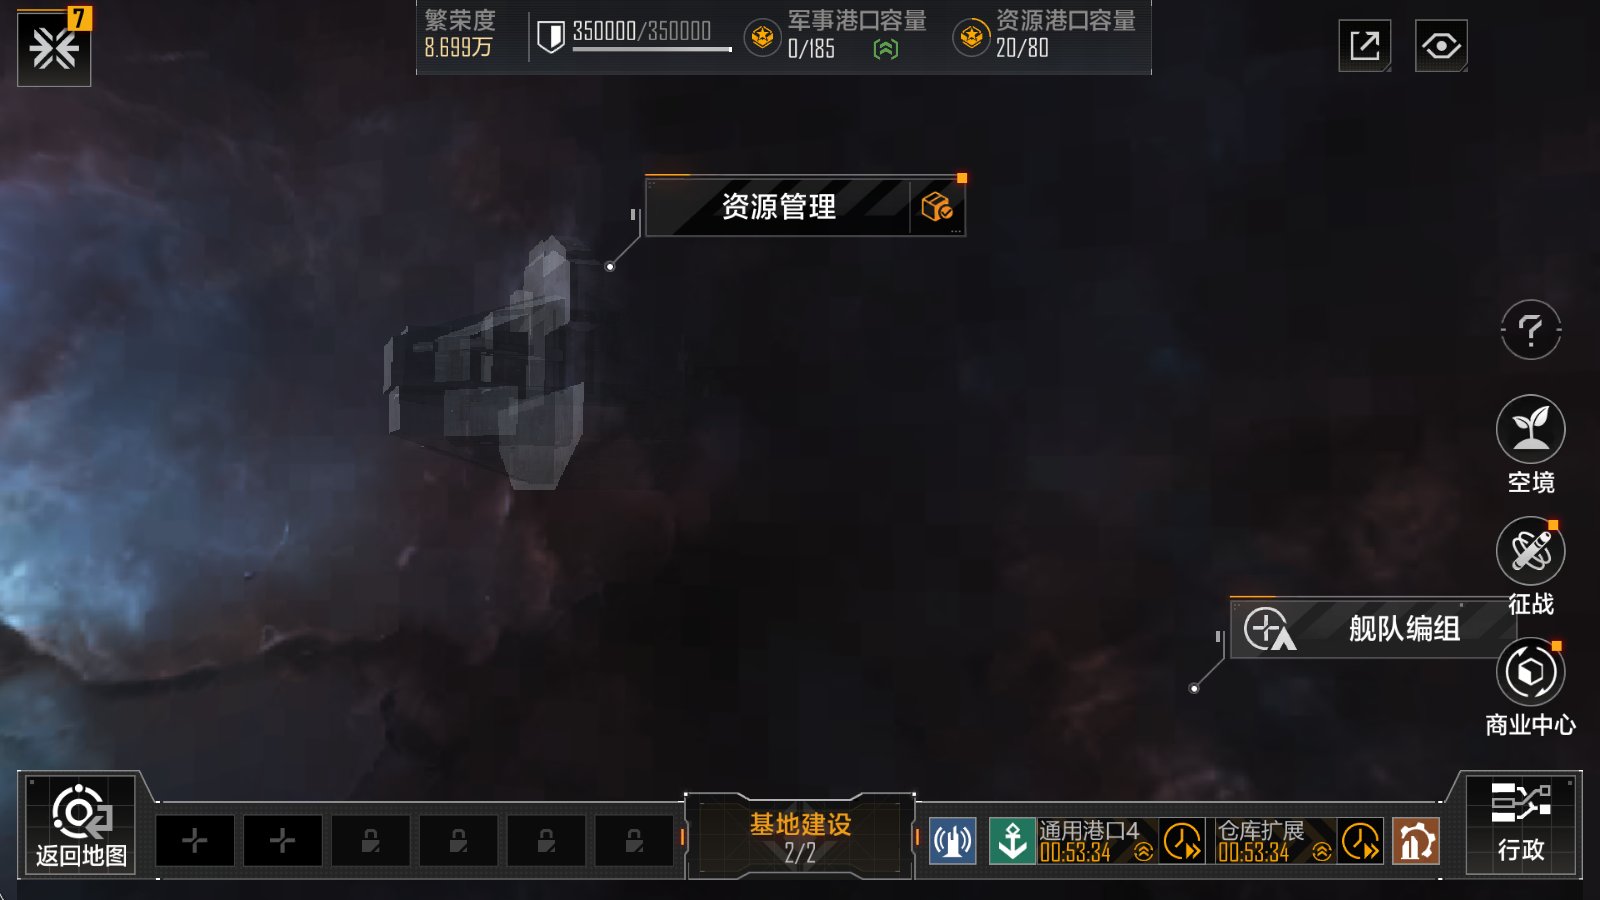 7
繁荣度
8.699万
350000/350000
军事港口容量
0/185
资源港口容量
20/80
资源管理
空境
征战
舰队编组
商业中心
返回地图
基地建设
2/2
通用港口4
00:53:34
仓库扩展
00:53:34
行政